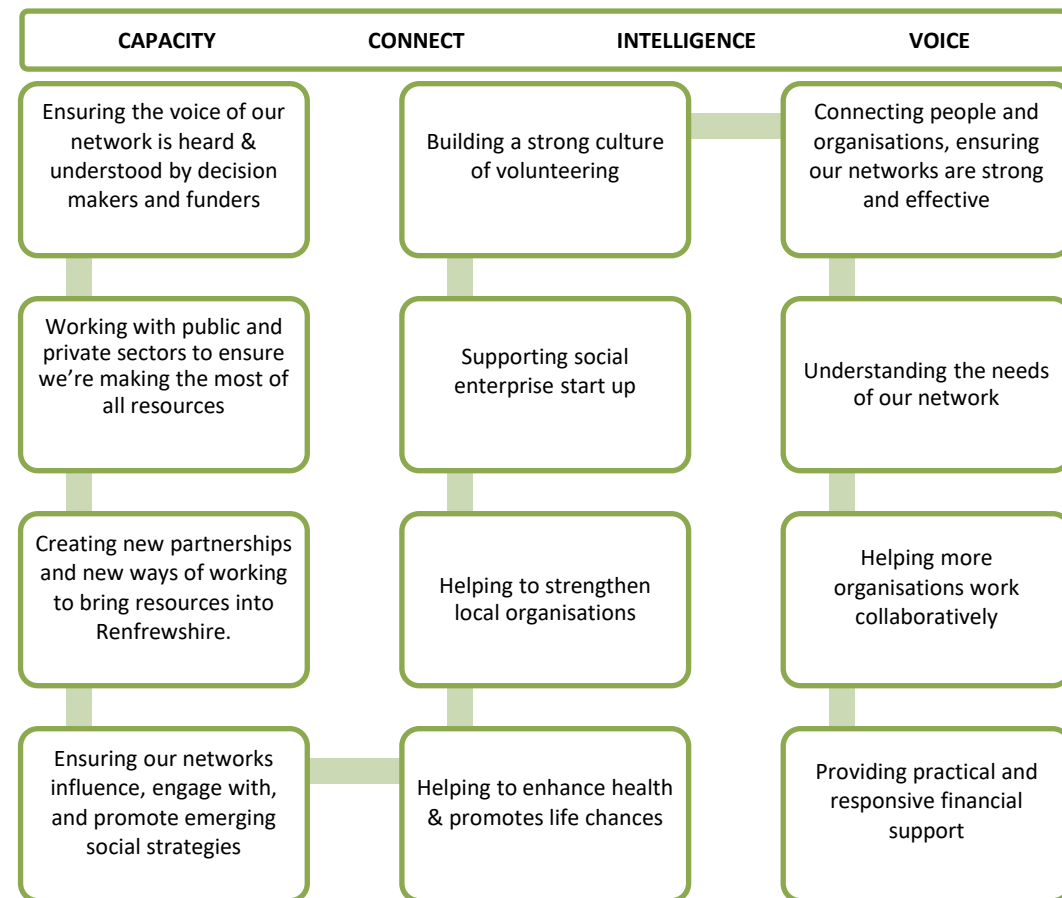 CAPACITY CONNECT INTELLIGENCE VOICE
Ensuring the voice of our
network is heard &
understood by decision
makers and funders
Working with public and
private sectors to ensure
we’re making the most of
all resources
Creating new partnerships
and new ways of working
to bring resources into
Renfrewshire.
Ensuring our networks
influence, engage with,
and promote emerging
social strategies
Helping to enhance health
& promotes life chances
Helping to strengthen
local organisations
Supporting social
enterprise start up
Building a strong culture
of volunteering
Connecting people and
organisations, ensuring
our networks are strong
and effective
Understanding the needs
of our network
Helping more
organisations work
collaboratively
Providing practical and
responsive financial
support